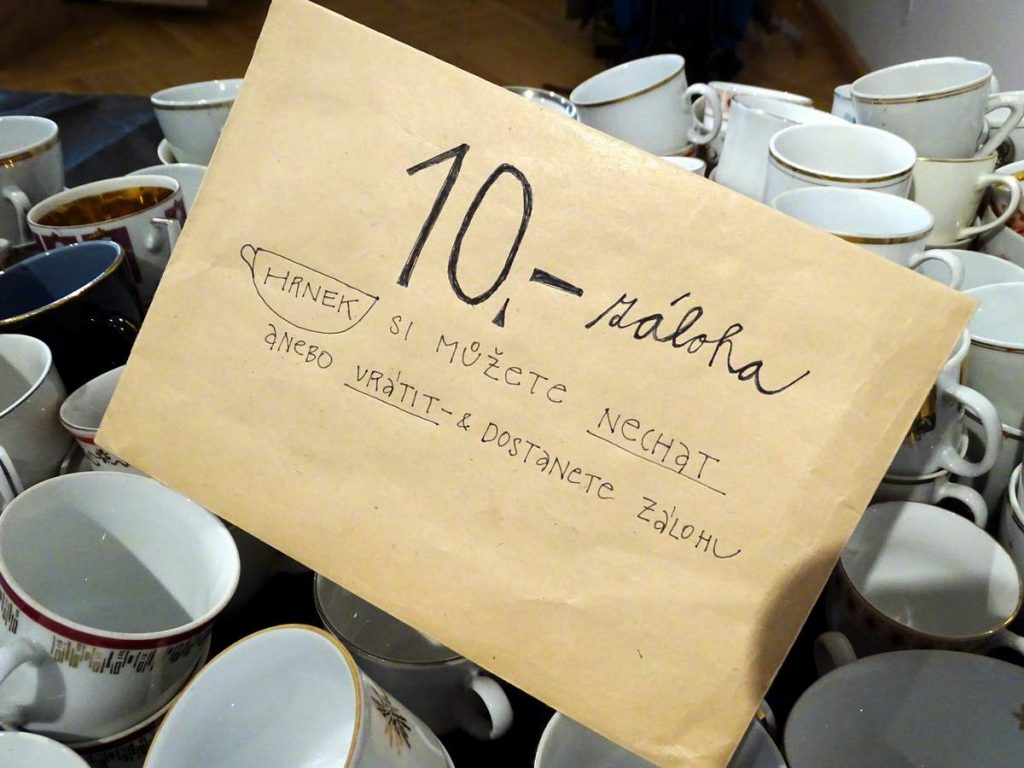 10,- záloha
HRNEK SI MŮŽETE NECHAT
aNEBO VRÁTIT - & DOSTaNETE ZÁLOHU